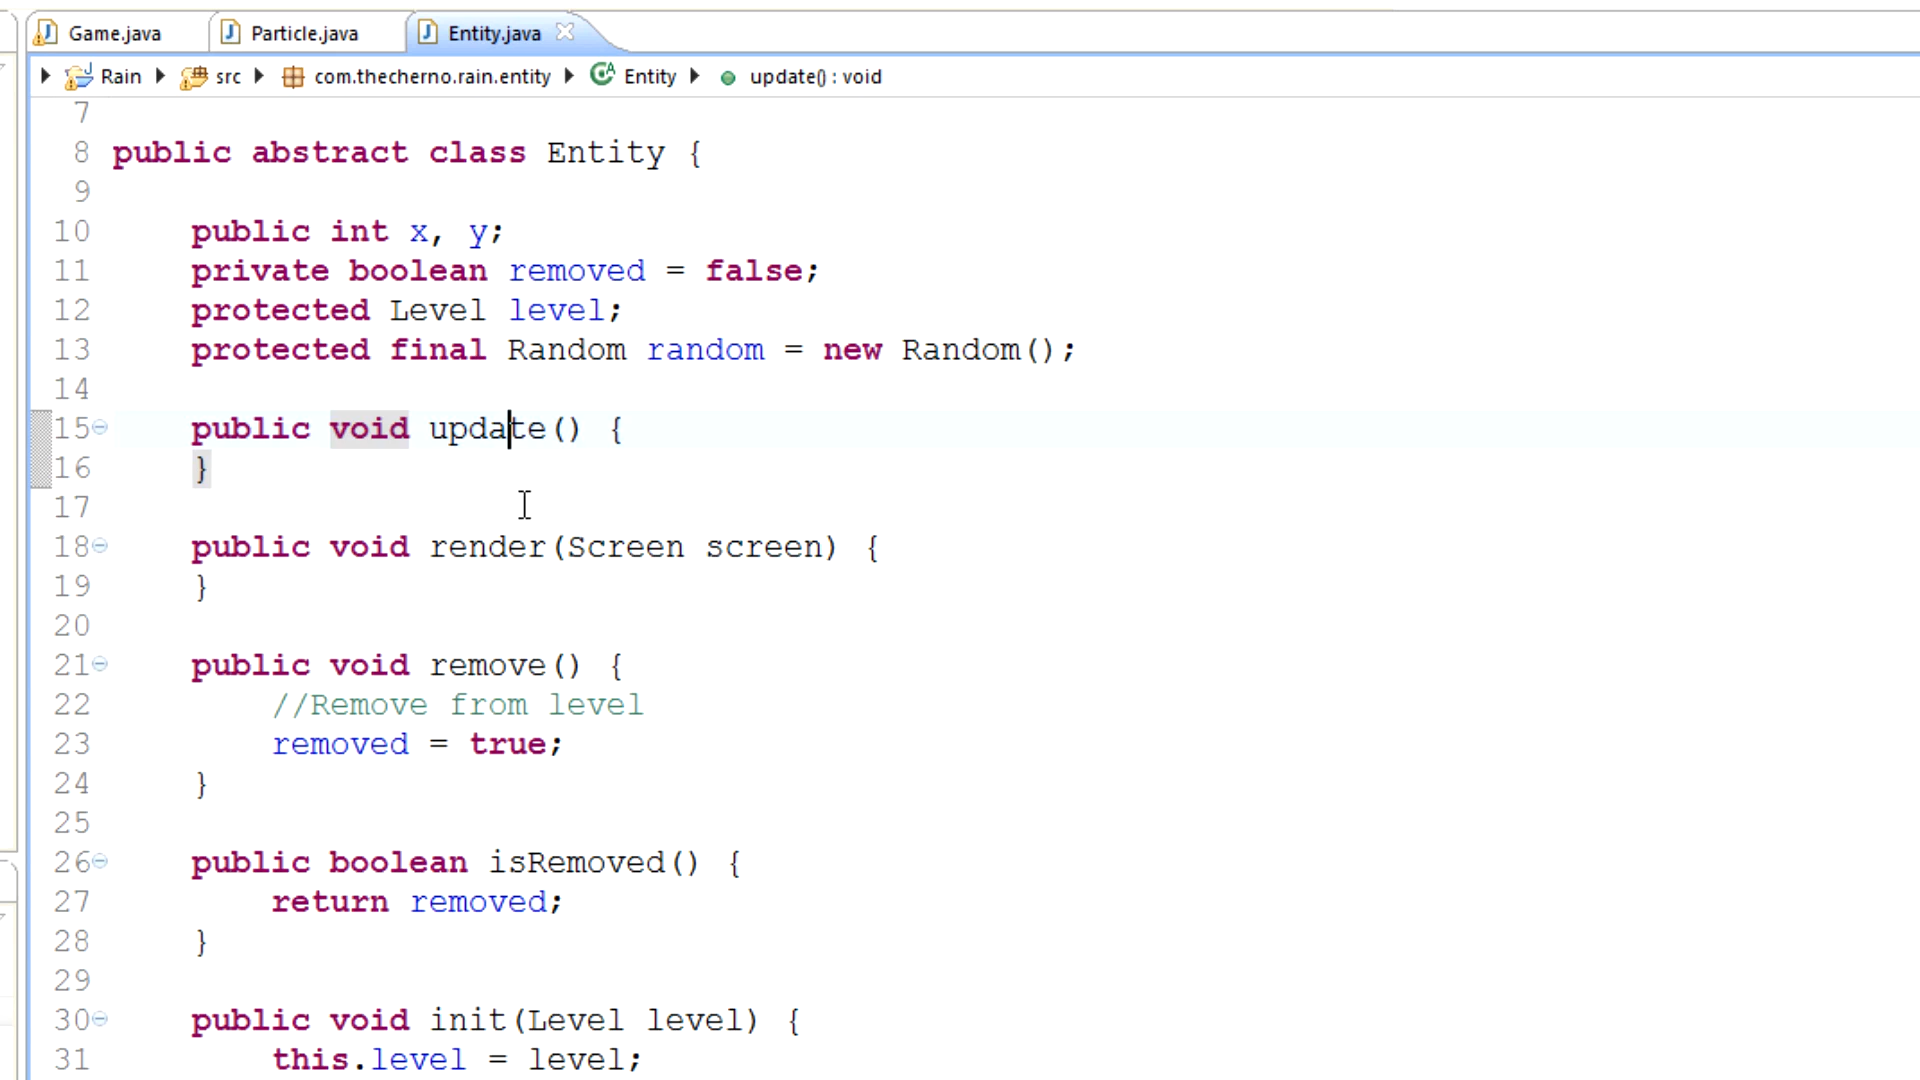 Game.java Particle.java Entity.java
Rain src com.thecherno.rain.entity Entity update() : void
7
8 public abstract class Entity {
9
10 public int x, y;
11 private boolean removed = false;
12 protected Level level;
13 protected final Random random = new Random();
14
15 public void update() {
16 }
17
18 public void render(Screen screen) {
19 }
20
21 public void remove() {
22 //Remove from level
23 removed = true;
24 }
25
26 public boolean isRemoved() {
27 return removed;
28 }
29
30 public void init(Level level) {
31 this.level = level;